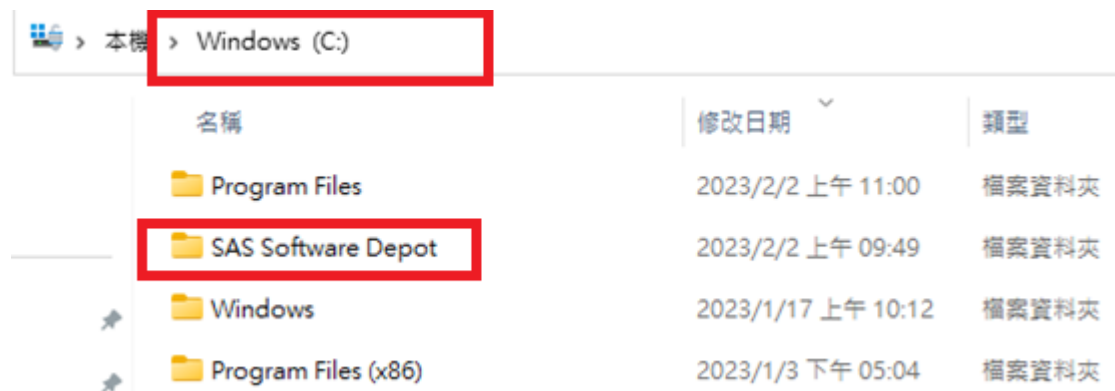 › 本機 › Windows (C:)
名稱 修改日期 類型
Program Files 2023/2/2 上午 11:00 檔案資料夾
SAS Software Depot 2023/2/2 上午 09:49 檔案資料夾
Windows 2023/1/17 上午 10:12 檔案資料夾
Program Files (x86) 2023/1/3 下午 05:04 檔案資料夾